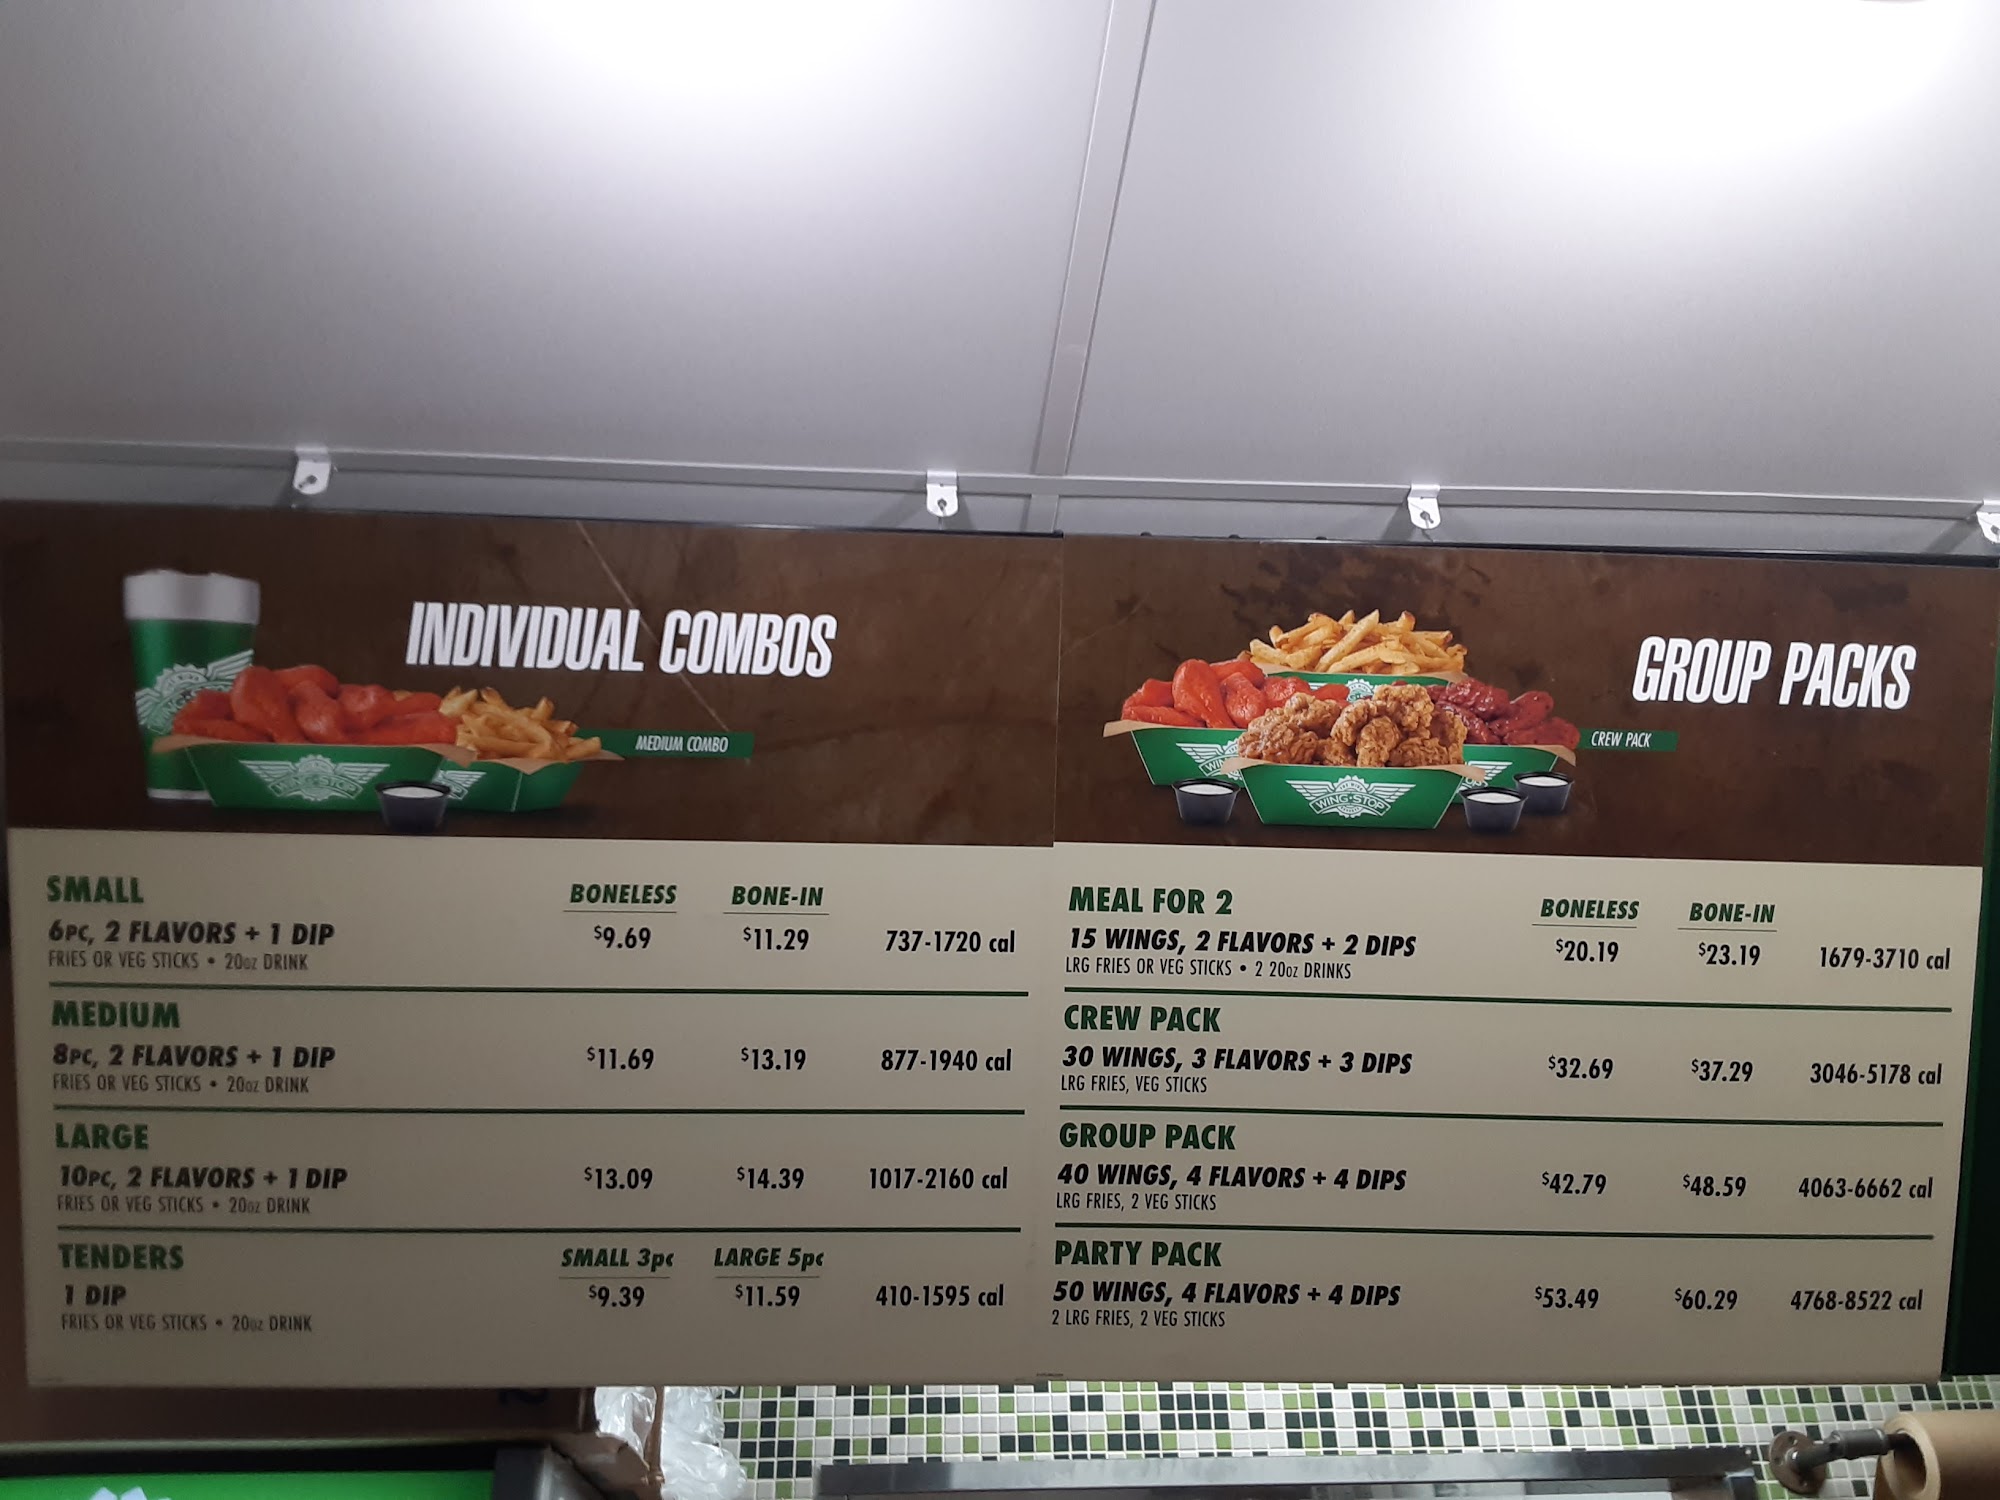 INDIVIDUAL COMBOS
MEDIUM COMBO
WING·STOP
SMALL BONELESS BONE-IN
6PC, 2 FLAVORS + 1 DIP $9.69 $11.29 737-1720 cal
FRIES OR VEG STICKS • 20oz DRINK
MEDIUM
8PC, 2 FLAVORS + 1 DIP $11.69 $13.19 877-1940 cal
FRIES OR VEG STICKS • 20oz DRINK
LARGE
10PC, 2 FLAVORS + 1 DIP $13.09 $14.39 1017-2160 cal
FRIES OR VEG STICKS • 20oz DRINK
TENDERS SMALL 3pc LARGE 5pc
1 DIP $9.39 $11.59 410-1595 cal
FRIES OR VEG STICKS • 20oz DRINK
GROUP PACKS
CREW PACK
WING·STOP
MEAL FOR 2 BONELESS BONE-IN
15 WINGS, 2 FLAVORS + 2 DIPS $20.19 $23.19 1679-3710 cal
LRG FRIES OR VEG STICKS • 2 20oz DRINKS
CREW PACK
30 WINGS, 3 FLAVORS + 3 DIPS $32.69 $37.29 3046-5178 cal
LRG FRIES, VEG STICKS
GROUP PACK
40 WINGS, 4 FLAVORS + 4 DIPS $42.79 $48.59 4063-6662 cal
LRG FRIES, 2 VEG STICKS
PARTY PACK
50 WINGS, 4 FLAVORS + 4 DIPS $53.49 $60.29 4768-8522 cal
2 LRG FRIES, 2 VEG STICKS